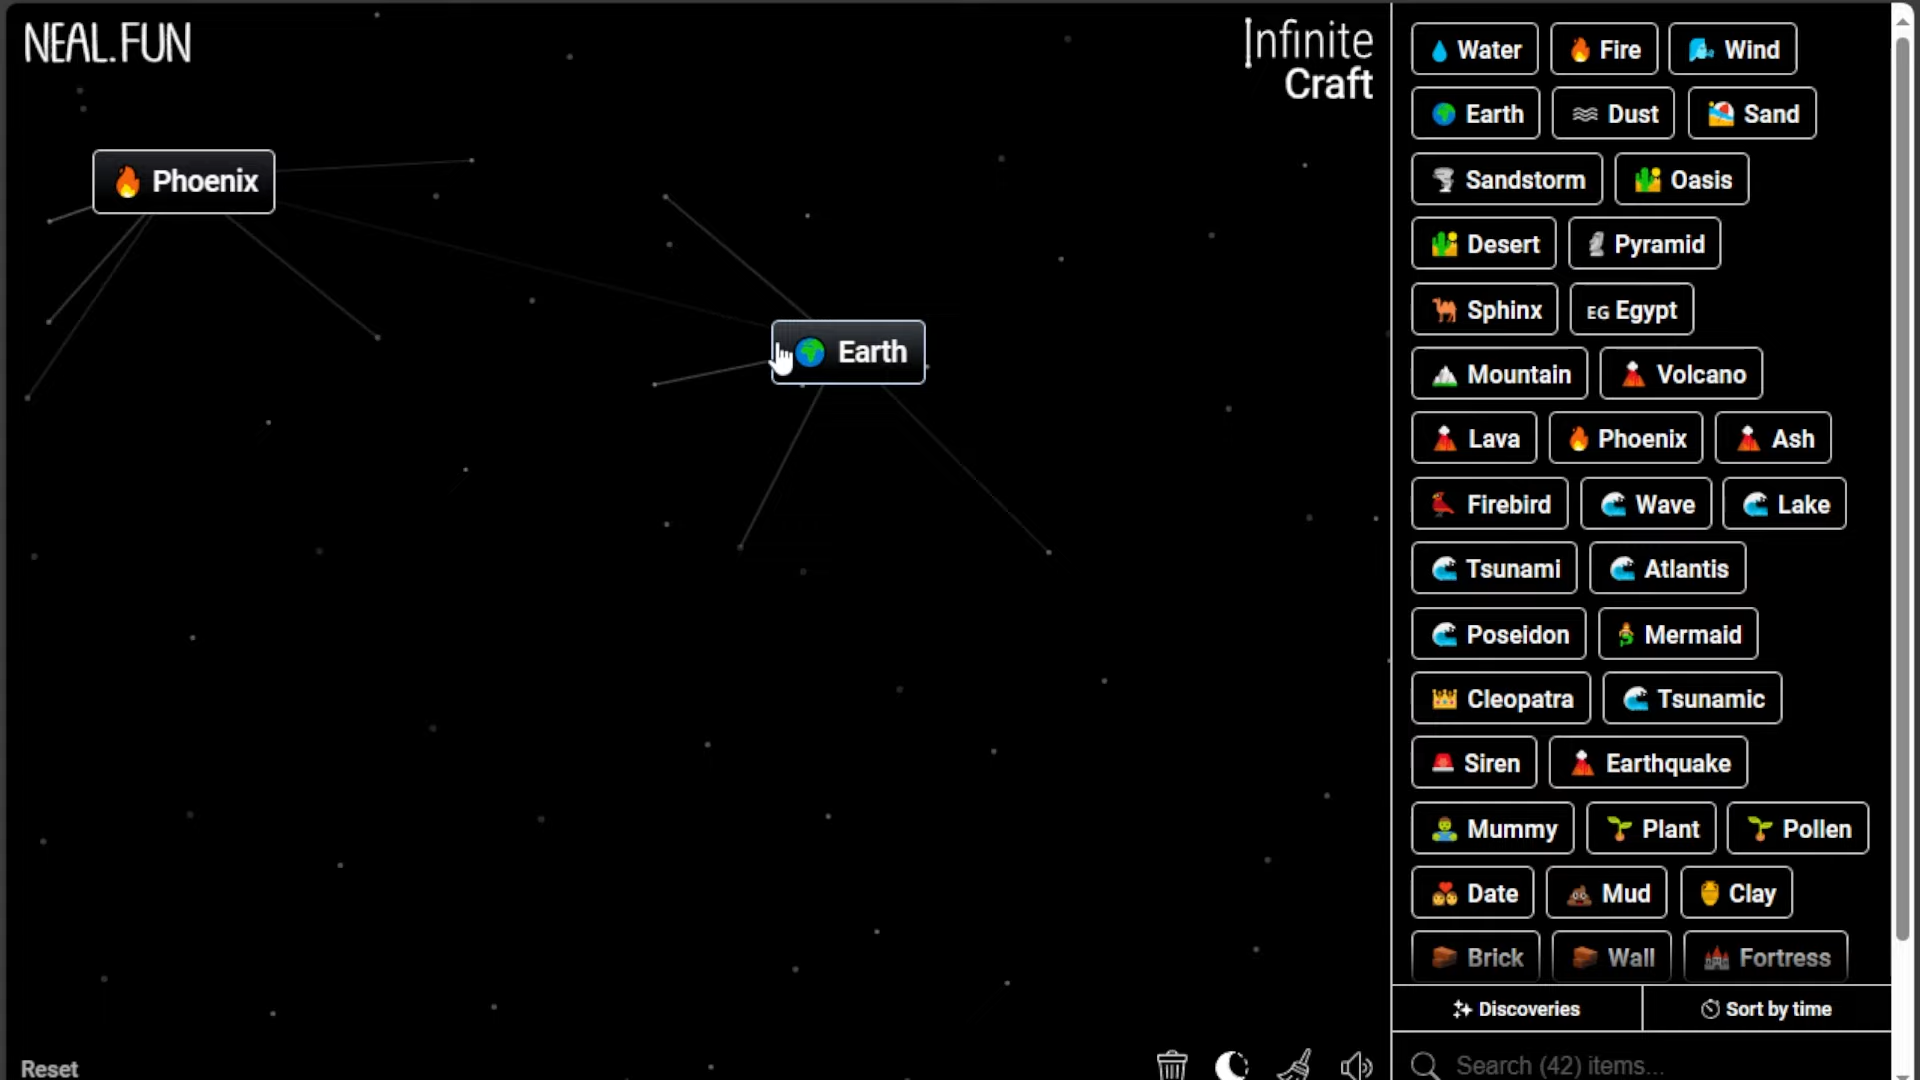 NEAL.FUN
Infinite
Craft
Phoenix
Earth
Reset
Water Fire Wind
Earth Dust Sand
Sandstorm Oasis
Desert Pyramid
Sphinx EG Egypt
Mountain Volcano
Lava Phoenix Ash
Firebird Wave Lake
Tsunami Atlantis
Poseidon Mermaid
Cleopatra Tsunamic
Siren Earthquake
Mummy Plant Pollen
Date Mud Clay
Brick Wall Fortress
Discoveries Sort by time
Search (42) items...